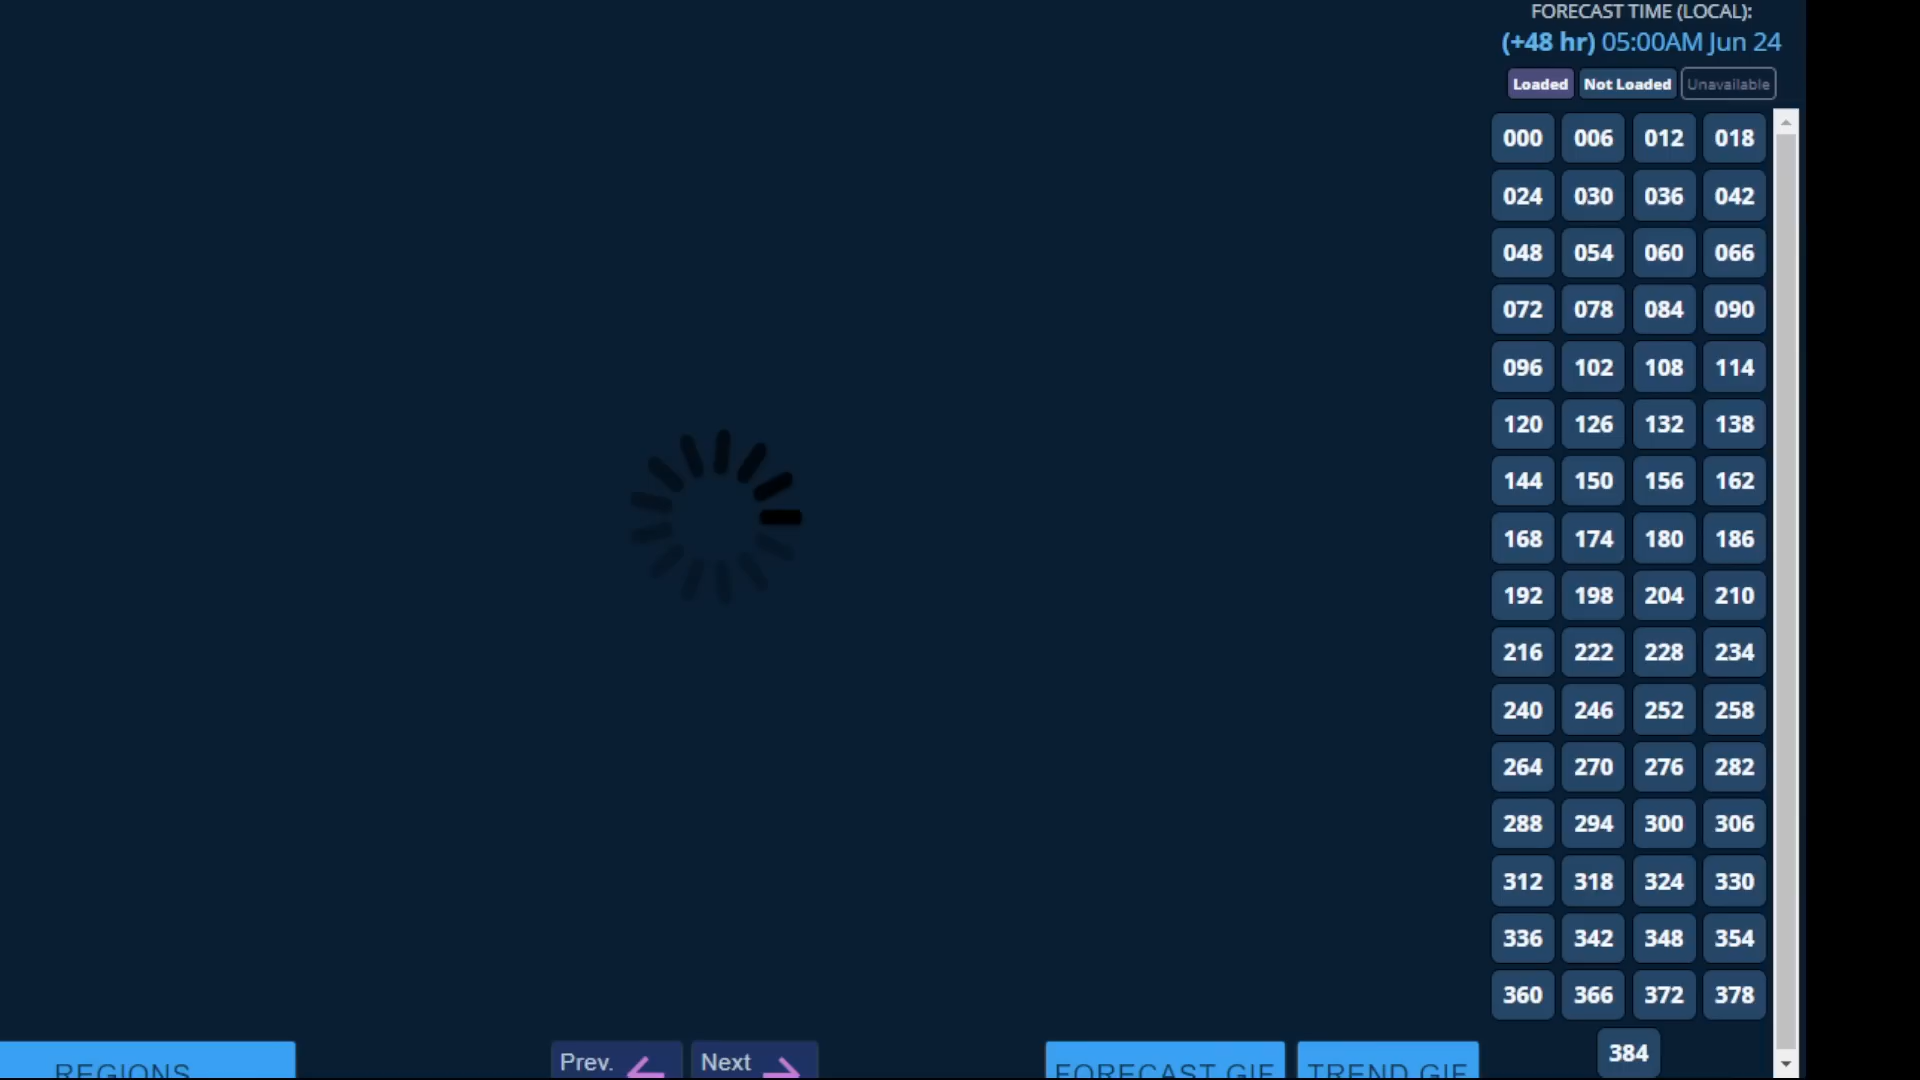 FORECAST TIME (LOCAL):
(+48 hr) 05:00AM Jun 24
Loaded Not Loaded Unavailable
000 006 012 018
024 030 036 042
048 054 060 066
072 078 084 090
096 102 108 114
120 126 132 138
144 150 156 162
168 174 180 186
192 198 204 210
216 222 228 234
240 246 252 258
264 270 276 282
288 294 300 306
312 318 324 330
336 342 348 354
360 366 372 378
384
REGIONS Prev. Next FORECAST GIF TREND GIF